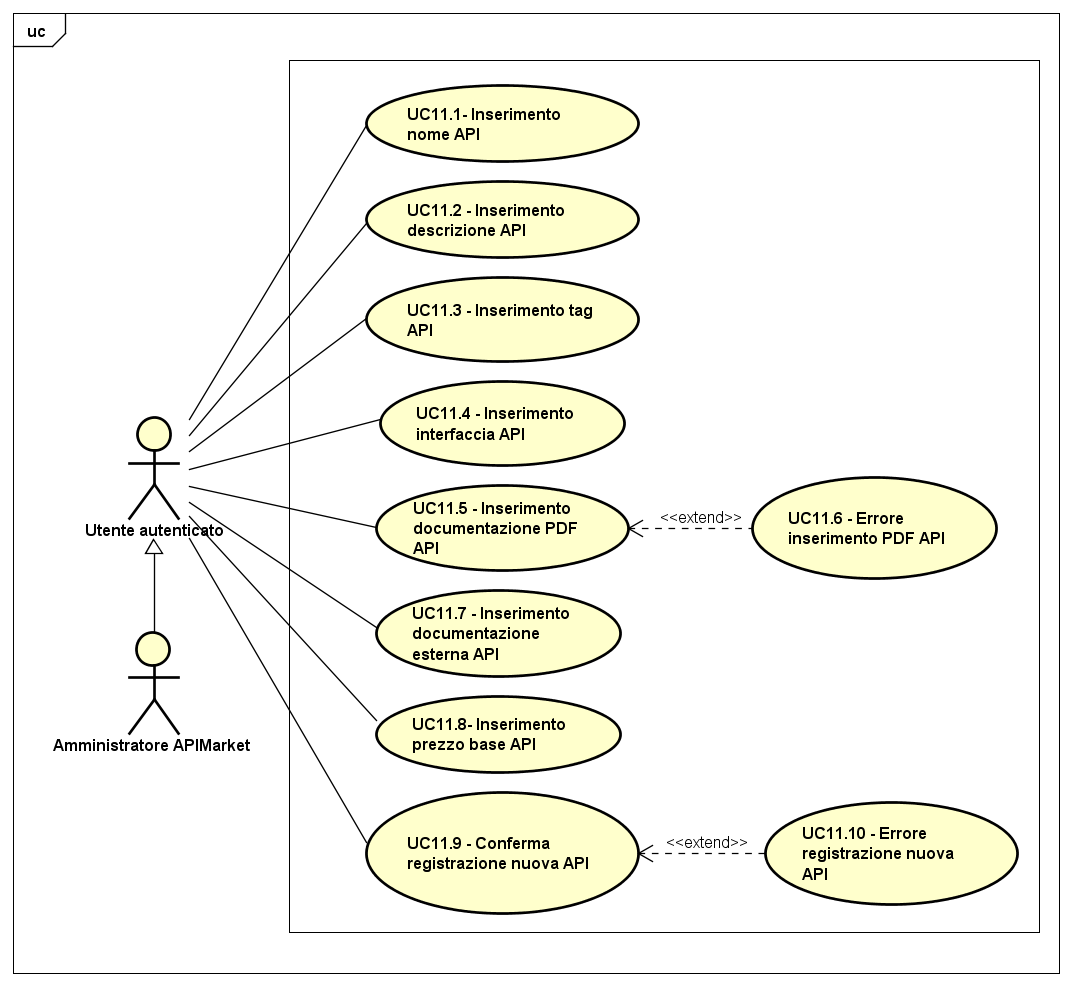 uc
UC11.1- Inserimento
nome API
UC11.2 - Inserimento
descrizione API
UC11.3 - Inserimento tag
API
UC11.4 - Inserimento
interfaccia API
UC11.5 - Inserimento
documentazione PDF
API
<<extend>>
UC11.6 - Errore
inserimento PDF API
Utente autenticato
UC11.7 - Inserimento
documentazione
esterna API
Amministratore APIMarket
UC11.8- Inserimento
prezzo base API
UC11.9 - Conferma
registrazione nuova API
<<extend>>
UC11.10 - Errore
registrazione nuova
API